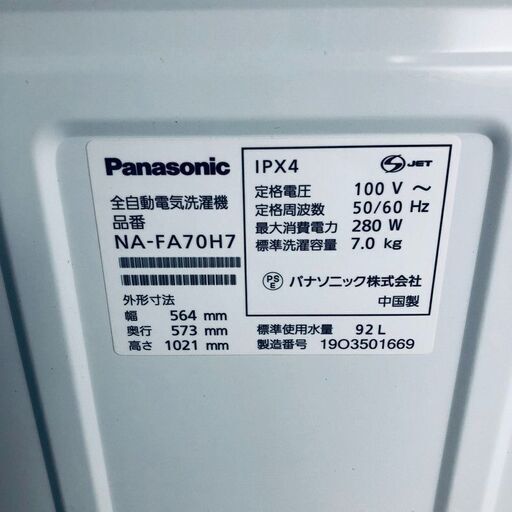 Panasonic
全自動電気洗濯機
品番
NA-FA70H7
外形寸法
幅 564 mm
奥行 573 mm
高さ 1021 mm
IPX4
S JET
定格電圧 100 V ～
定格周波数 50/60 Hz
最大消費電力 280 W
標準洗濯容量 7.0 kg
PSE パナソニック株式会社
中国製
標準使用水量 92 L
製造番号 19O3501669